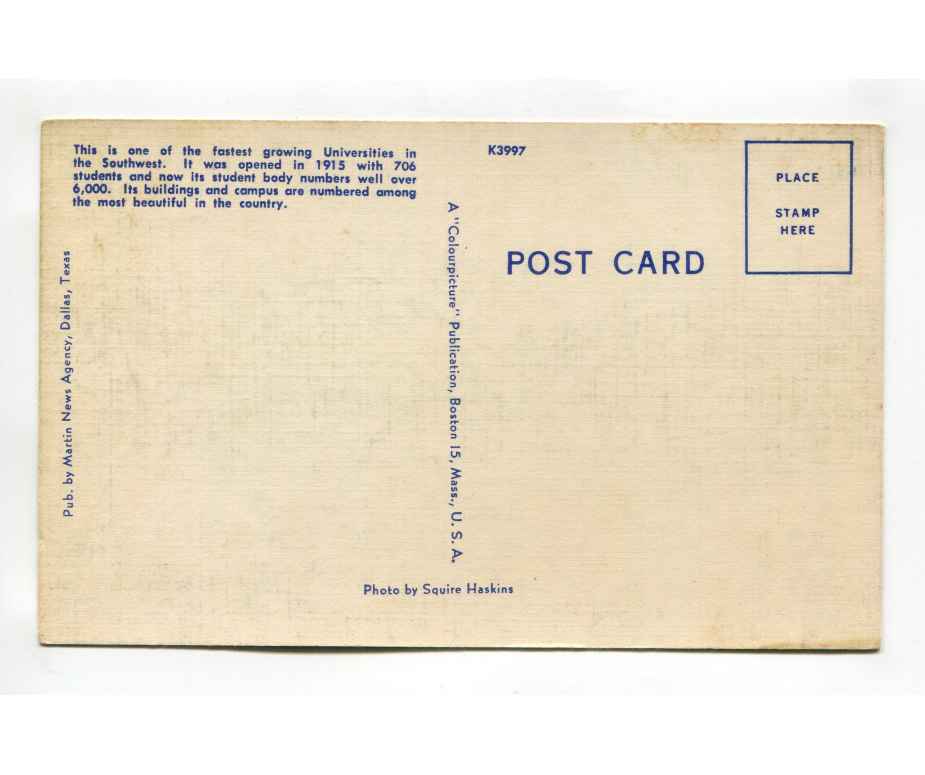 This is one of the fastest growing Universities in
the Southwest. It was opened in 1915 with 706
students and now its student body numbers well over
6,000. Its buildings and campus are numbered among
the most beautiful in the country.
Pub. by Martin News Agency, Dallas, Texas
A "Colourpicture" Publication, Boston 15, Mass., U. S. A.
Photo by Squire Haskins
K3997
POST CARD
PLACE
STAMP
HERE